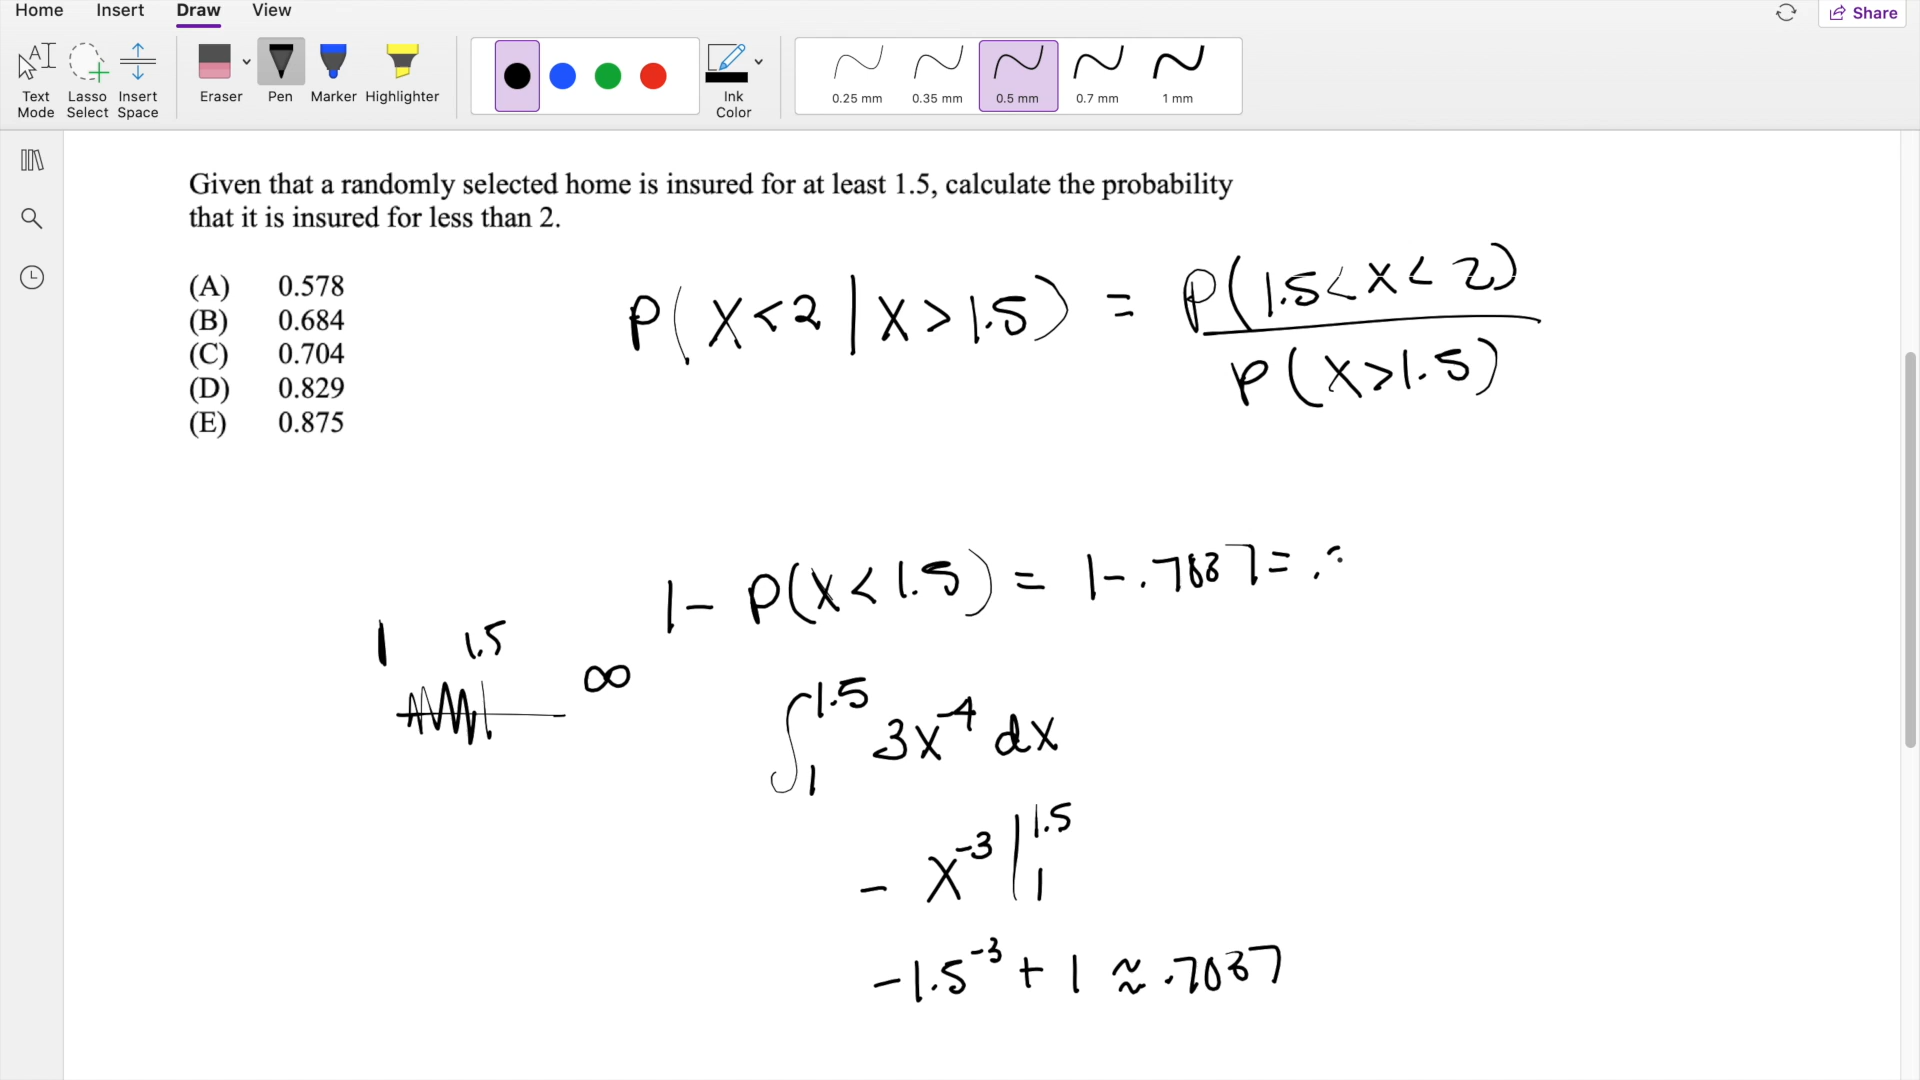 Home Insert Draw View
Share
Text Mode
Lasso Select
Insert Space
Eraser
Pen
Marker
Highlighter
Ink Color
0.25 mm
0.35 mm
0.5 mm
0.7 mm
1 mm
Given that a randomly selected home is insured for at least 1.5, calculate the probability
that it is insured for less than 2.
(A) 0.578
(B) 0.684
(C) 0.704
(D) 0.829
(E) 0.875
P(X<2|X>1.5) = P(1.5<X<2)
P(X>1.5)
1- P(X<1.5) = 1-.7037= .
1 1.5 ∞
∫₁^1.5 3x^-4 dx
- x^-3 |₁^1.5
-1.5^-3 + 1 ≈ .7037